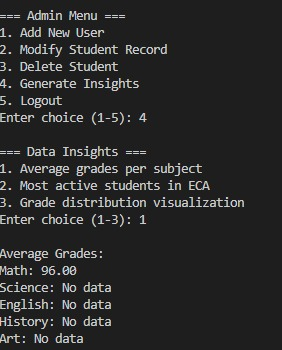 === Admin Menu ===
1. Add New User
2. Modify Student Record
3. Delete Student
4. Generate Insights
5. Logout
Enter choice (1-5): 4

=== Data Insights ===
1. Average grades per subject
2. Most active students in ECA
3. Grade distribution visualization
Enter choice (1-3): 1

Average Grades:
Math: 96.00
Science: No data
English: No data
History: No data
Art: No data